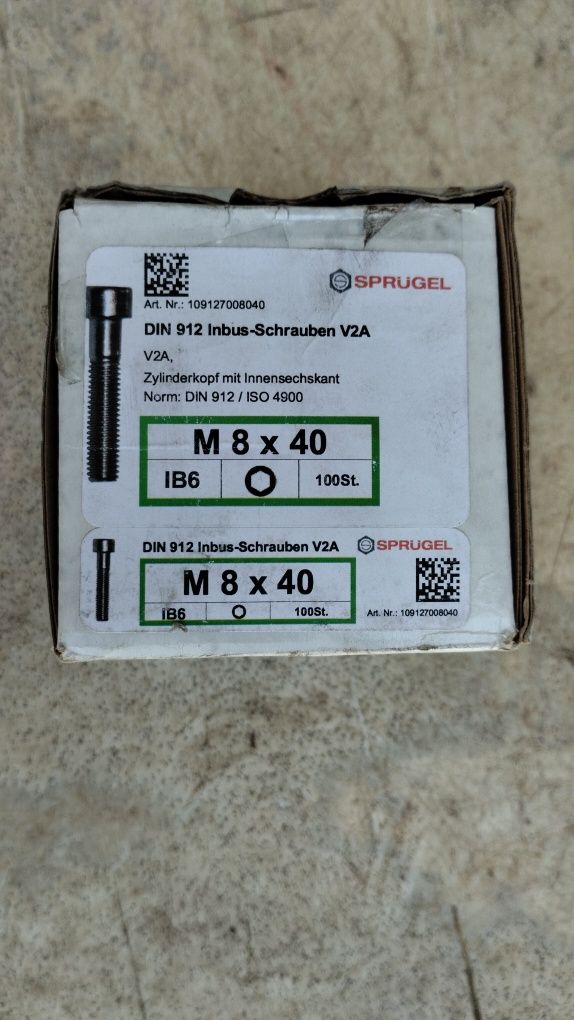 SPRÜGEL
Art. Nr.: 109127008040
DIN 912 Inbus-Schrauben V2A
V2A,
Zylinderkopf mit Innensechskant
Norm: DIN 912 / ISO 4900
M 8 x 40
IB6 100St.
DIN 912 Inbus-Schrauben V2A SPRÜGEL
M 8 x 40
IB6 100St.
Art. Nr.: 109127008040